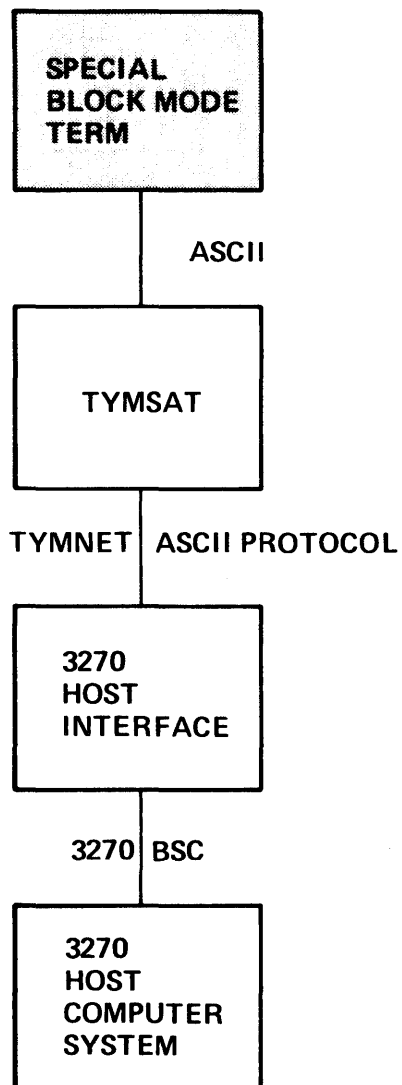 SPECIAL
BLOCK MODE
TERM
ASCII
TYMSAT
TYMNET ASCII PROTOCOL
3270
HOST
INTERFACE
3270 BSC
3270
HOST
COMPUTER
SYSTEM